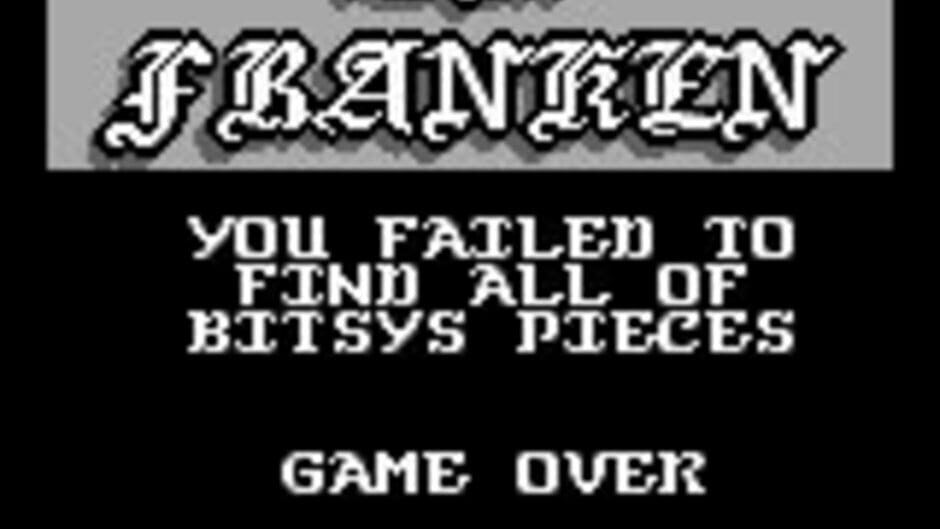 FRANKEN
YOU FAILED TO
FIND ALL OF
BITSYS PIECES
GAME OVER